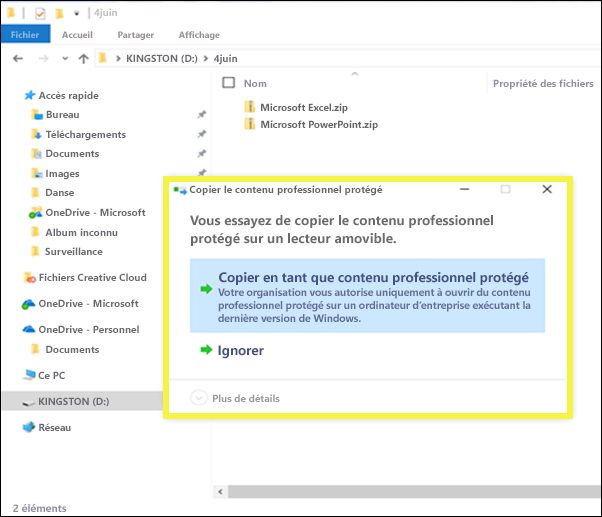 4juin
Fichier Accueil Partager Affichage
KINGSTON (D:) 4juin
Nom Propriété des fichiers
Accès rapide
Bureau
Téléchargements
Documents
Images
Danse
OneDrive - Microsoft
Album inconnu
Surveillance
Fichiers Creative Cloud
OneDrive - Microsoft
OneDrive - Personnel
Documents
Ce PC
KINGSTON (D:)
Réseau
Microsoft Excel.zip
Microsoft PowerPoint.zip
Copier le contenu professionnel protégé
Vous essayez de copier le contenu professionnel
protégé sur un lecteur amovible.
Copier en tant que contenu professionnel protégé
Votre organisation vous autorise uniquement à ouvrir du contenu
professionnel protégé sur un ordinateur d’entreprise exécutant la
dernière version de Windows.
Ignorer
Plus de détails
2 éléments